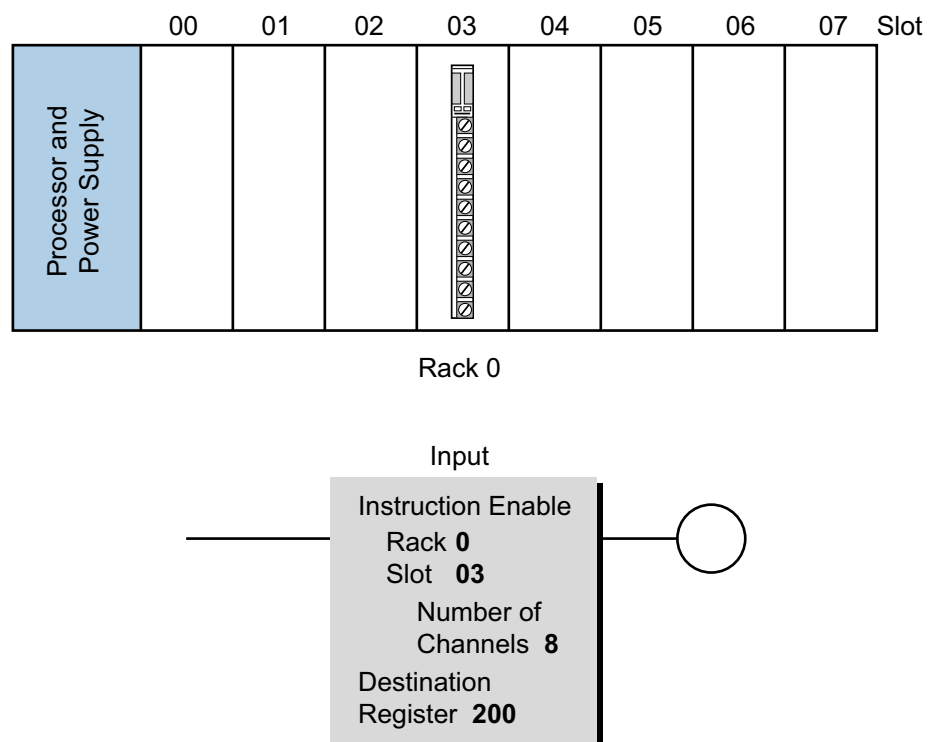 00 01 02 03 04 05 06 07 Slot
Processor and
Power Supply
Rack 0
Input
Instruction Enable
Rack 0
Slot 03
Number of
Channels 8
Destination
Register 200